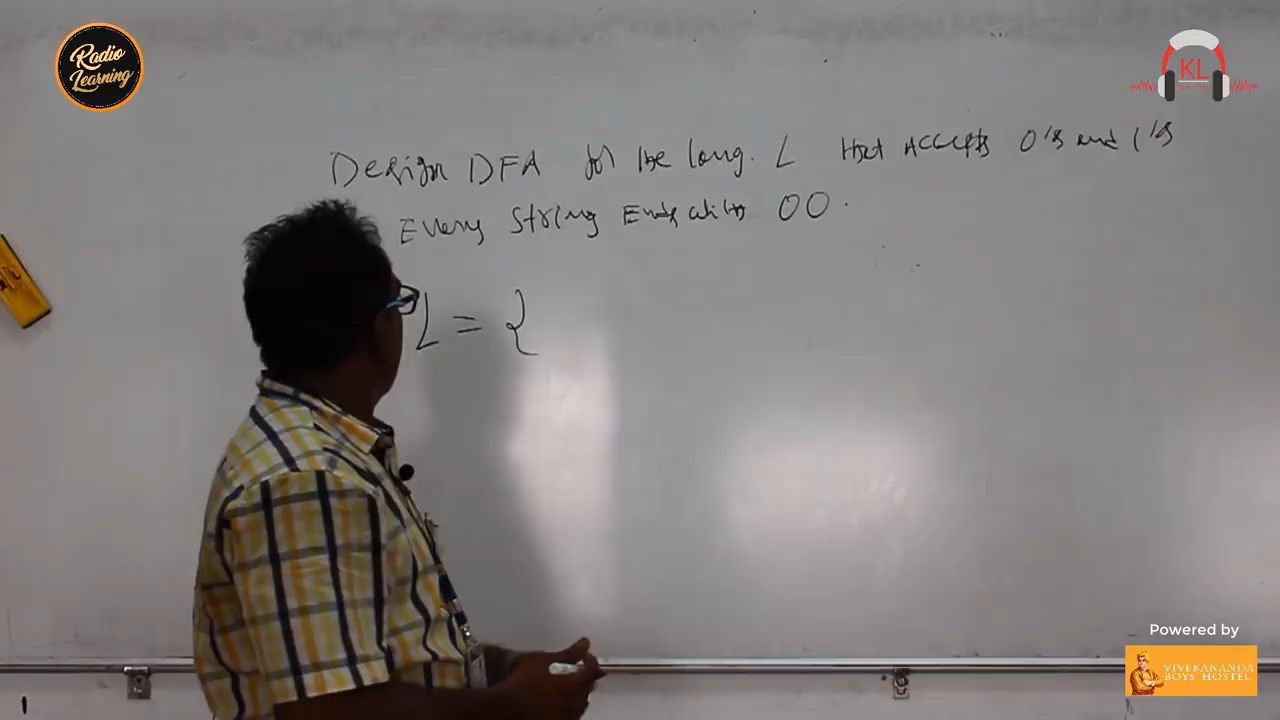 Radio
Learning
KL
Design DFA for the lang. L that Accepts 0's and 1's
Every string Ends with 00.
L = {
Powered by
VIVEKANANDA
BOYS HOSTEL